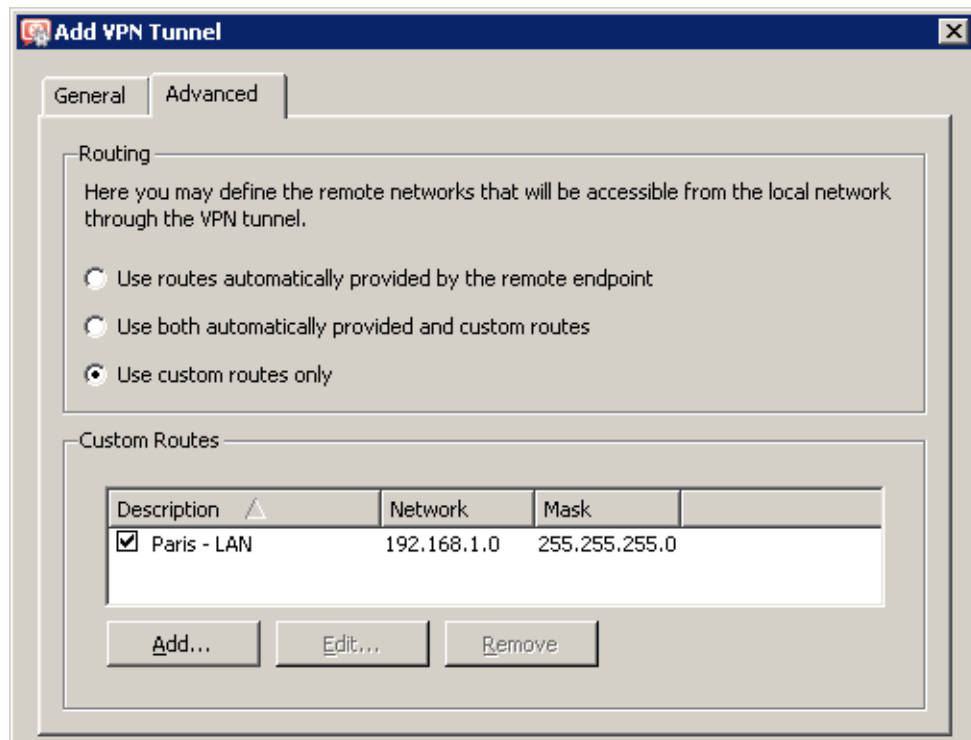 Add VPN Tunnel
General Advanced
Routing
Here you may define the remote networks that will be accessible from the local network
through the VPN tunnel.
Use routes automatically provided by the remote endpoint
Use both automatically provided and custom routes
Use custom routes only
Custom Routes
Description Network Mask
Paris - LAN 192.168.1.0 255.255.255.0
Add... Edit... Remove